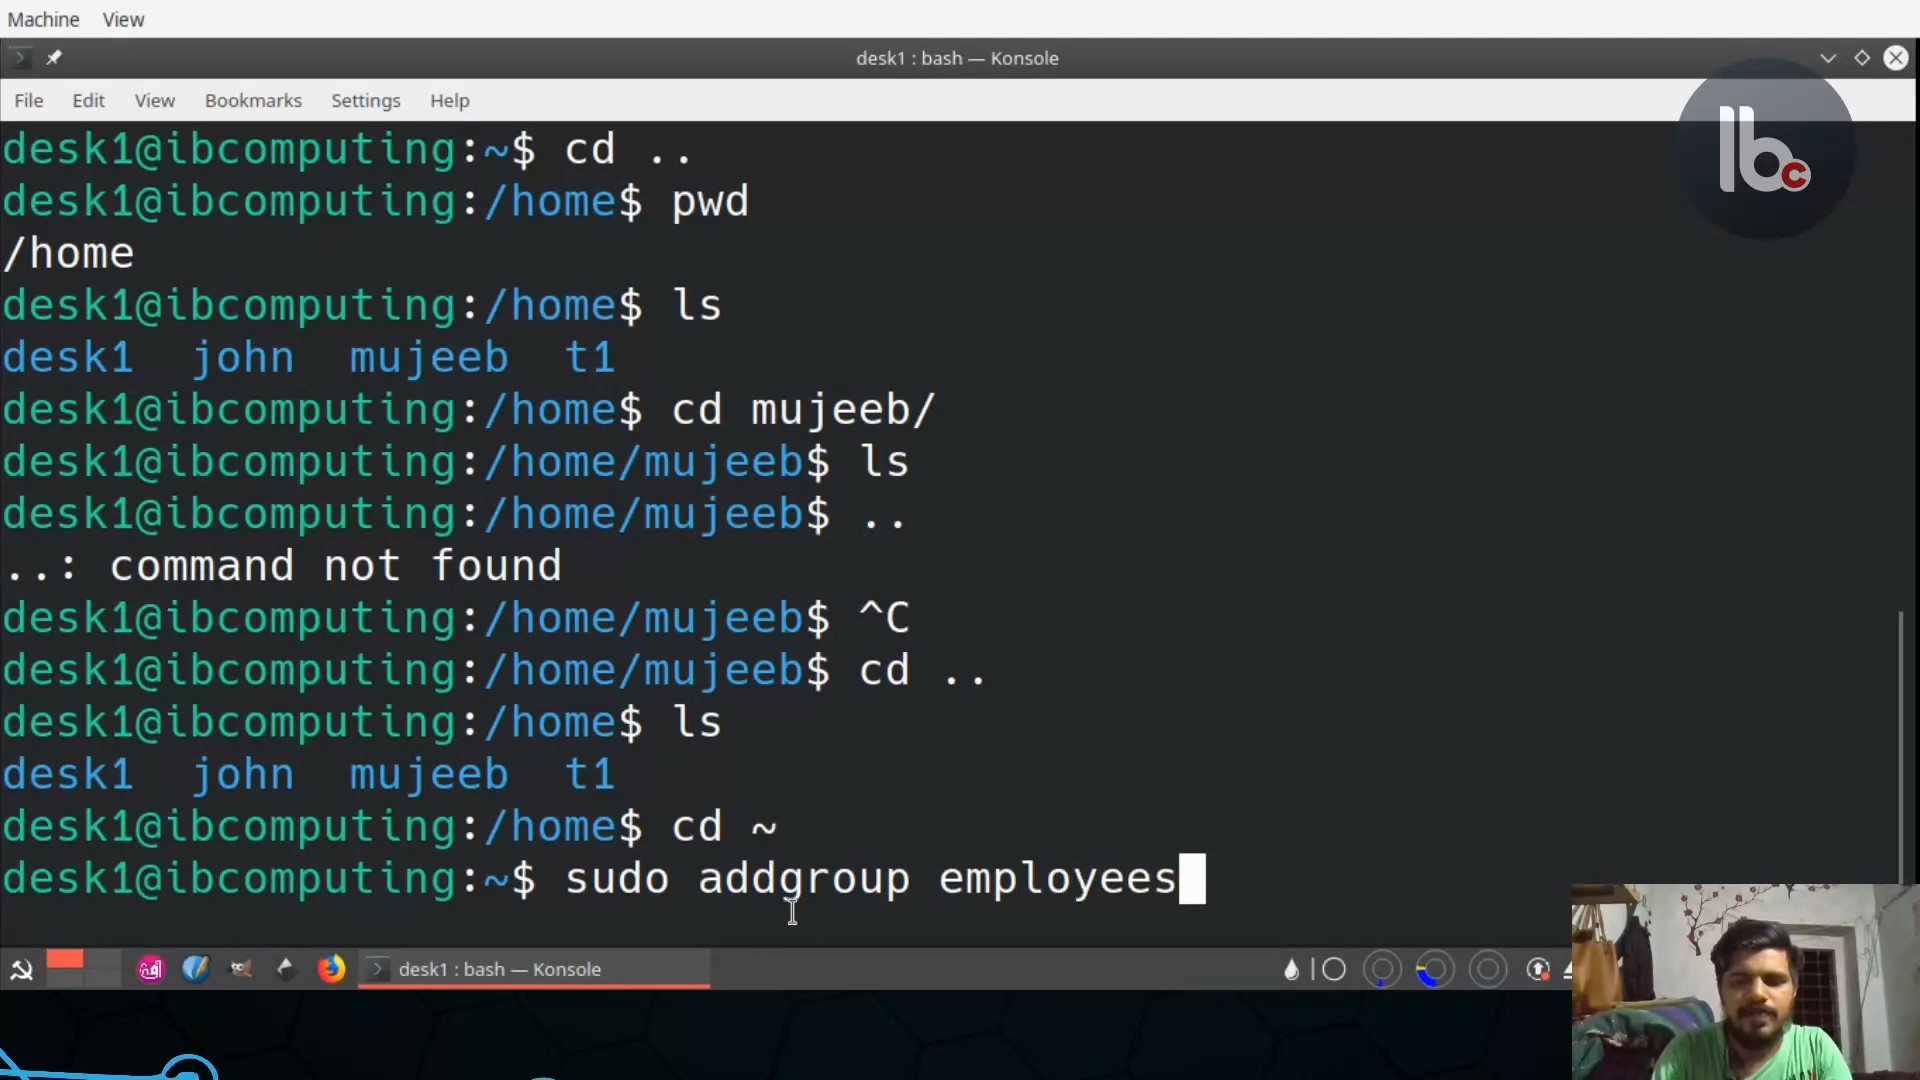 Machine View
desk1 : bash — Konsole
File Edit View Bookmarks Settings Help
desk1@ibcomputing:~$ cd ..
desk1@ibcomputing:/home$ pwd
/home
desk1@ibcomputing:/home$ ls
desk1 john mujeeb t1
desk1@ibcomputing:/home$ cd mujeeb/
desk1@ibcomputing:/home/mujeeb$ ls
desk1@ibcomputing:/home/mujeeb$ ..
..: command not found
desk1@ibcomputing:/home/mujeeb$ ^C
desk1@ibcomputing:/home/mujeeb$ cd ..
desk1@ibcomputing:/home$ ls
desk1 john mujeeb t1
desk1@ibcomputing:/home$ cd ~
desk1@ibcomputing:~$ sudo addgroup employees
desk1 : bash — Konsole
Ibc